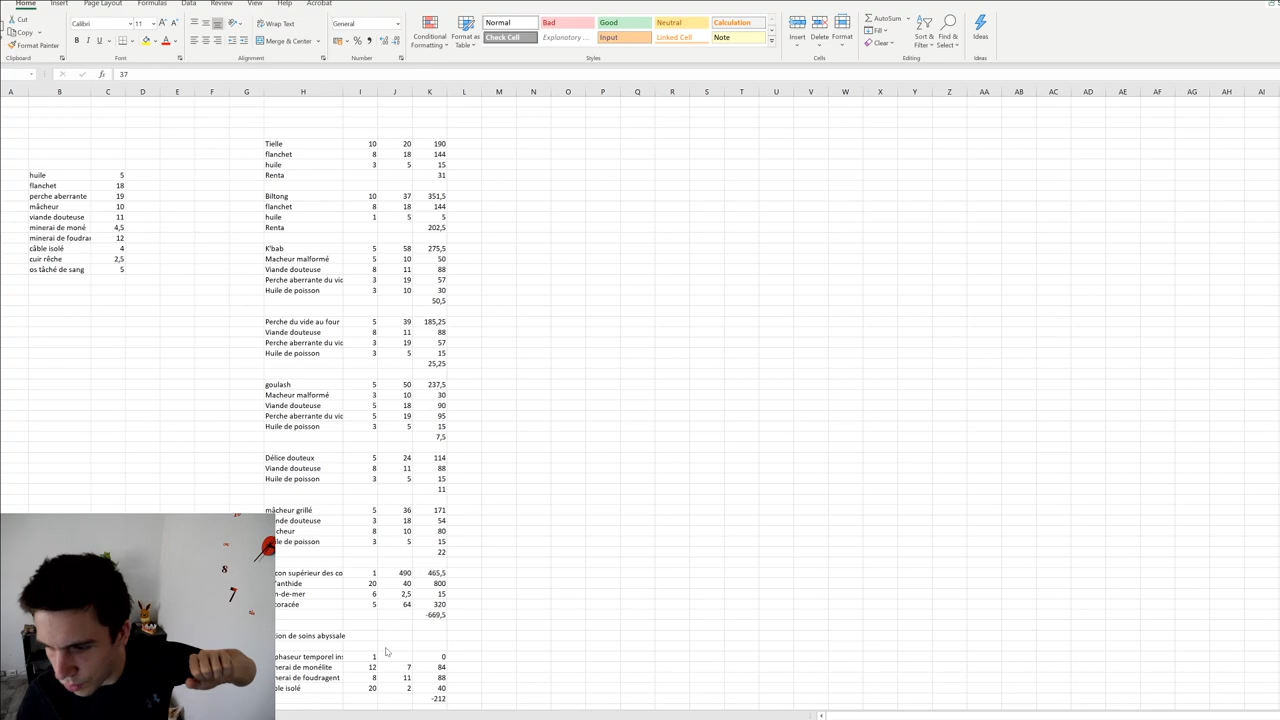 Home Insert Page Layout Formulas Data Review View Help Acrobat
Cut
Copy
Format Painter
Clipboard
Calibri 11 A A
B I U A
Font
Wrap Text
Merge & Center
Alignment
General
Number
Conditional Formatting
Format as Table
Normal Bad Good Neutral Calculation
Check Cell Explanatory ... Input Linked Cell Note
Styles
Insert Delete Format
Cells
AutoSum
Fill
Clear
Sort & Filter
Find & Select
Editing
Ideas
Ideas
fx 37
A B C D E F G H I J K L M N O P Q R S T U V W X Y Z AA AB AC AD AE AF AG AH AI
huile 5
flanchet 18
perche aberrante 19
mâcheur 10
viande douteuse 11
minerai de moné 4,5
minerai de foudra 12
câble isolé 4
cuir rêche 2,5
os tâché de sang 5
Tielle 10 20 190
flanchet 8 18 144
huile 3 5 15
Renta 31
Biltong 10 37 351,5
flanchet 8 18 144
huile 1 5 5
Renta 202,5
K'bab 5 58 275,5
Macheur malformé 5 10 50
Viande douteuse 8 11 88
Perche aberrante du vic 3 19 57
Huile de poisson 3 10 30
50,5
Perche du vide au four 5 39 185,25
Viande douteuse 8 11 88
Perche aberrante du vic 3 19 57
Huile de poisson 3 5 15
25,25
goulash 5 50 237,5
Macheur malformé 3 10 30
Viande douteuse 5 18 90
Perche aberrante du vic 5 19 95
Huile de poisson 3 5 15
7,5
Délice douteux 5 24 114
Viande douteuse 8 11 88
Huile de poisson 3 5 15
11
mâcheur grillé 5 36 171
nde douteuse 3 18 54
cheur 8 10 80
le de poisson 3 5 15
22
con supérieur des co 1 490 465,5
'anthide 20 40 800
n-de-mer 6 2,5 15
oracée 5 64 320
-669,5
tion de soins abyssale
phaseur temporel in 1 0
nerai de monélite 12 7 84
nerai de foudragent 8 11 88
ble isolé 20 2 40
-212
8
7